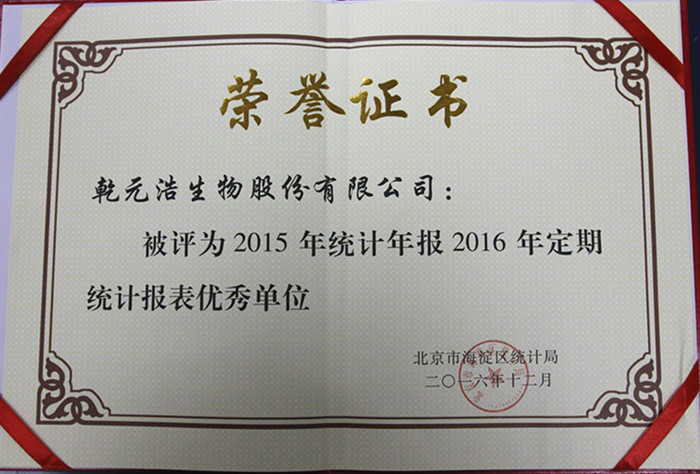 荣誉证书
乾元浩生物股份有限公司：
被评为2015年统计年报2016年定期
统计报表优秀单位
北京市海淀区统计局
二〇一六年十二月